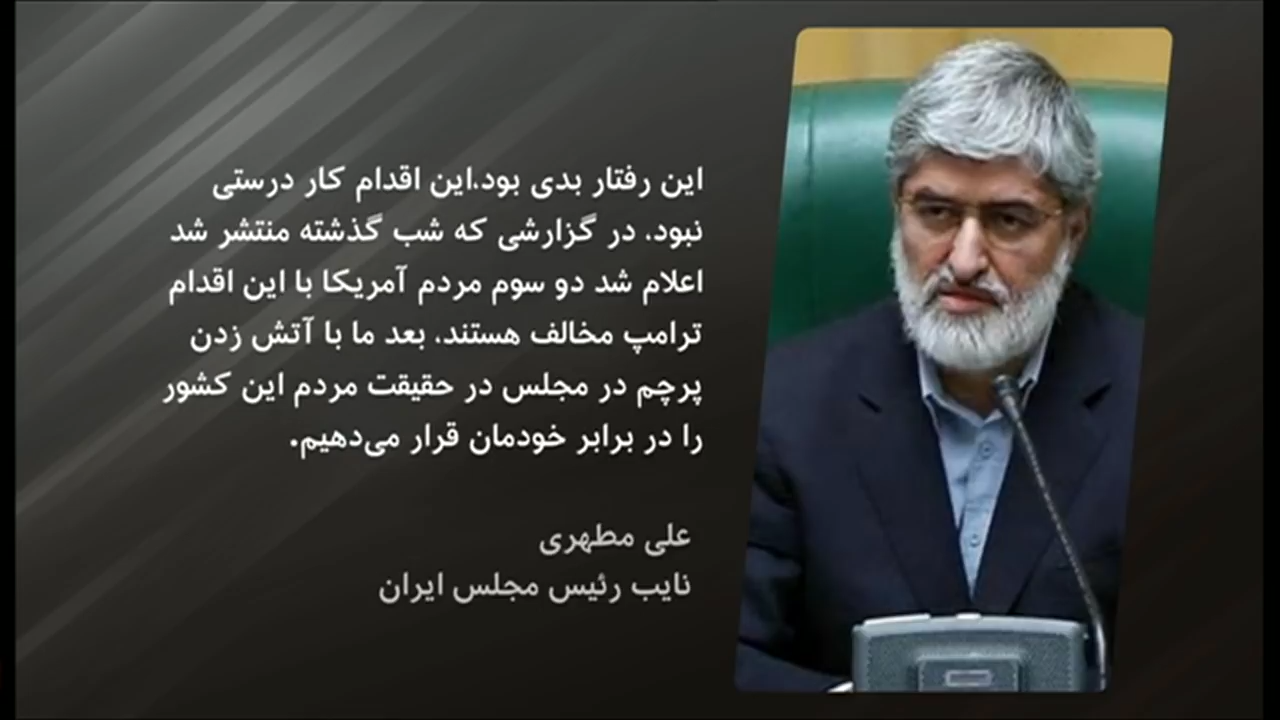 این رفتار بدی بود.این اقدام کار درستی
نبود. در گزارشی که شب گذشته منتشر شد
اعلام شد دو سوم مردم آمریکا با این اقدام
ترامپ مخالف هستند. بعد ما با آتش زدن
پرچم در مجلس در حقیقت مردم این کشور
را در برابر خودمان قرار می‌دهیم.
علی مطهری
نایب رئیس مجلس ایران